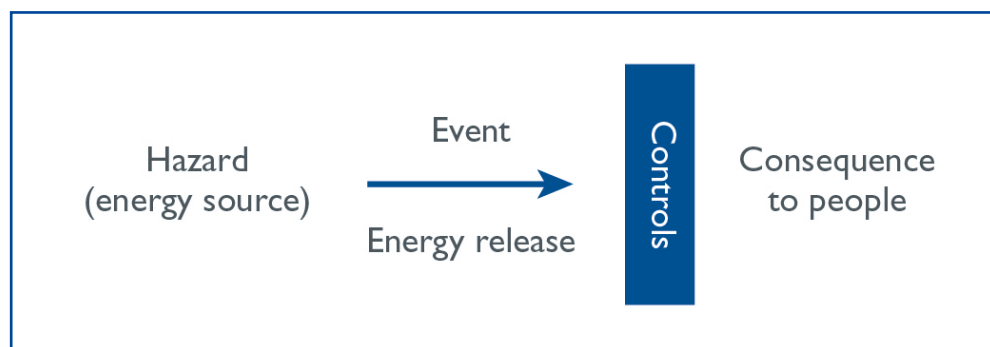 Hazard
(energy source)
Event
Energy release
Controls
Consequence
to people